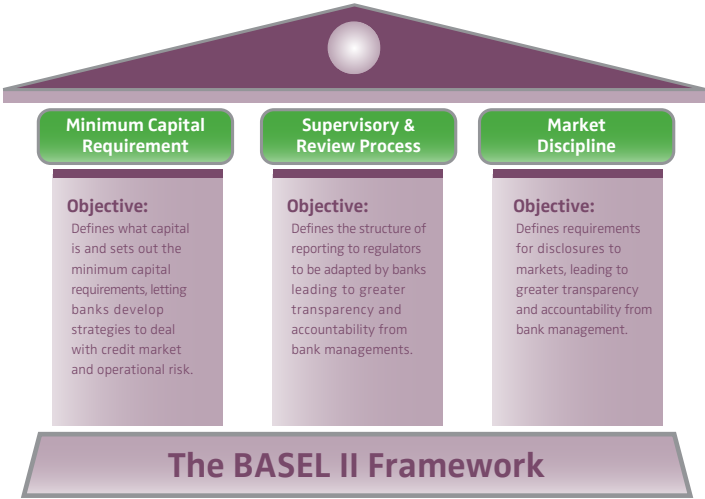 Minimum Capital
Requirement
Objective:
Defines what capital
is and sets out the
minimum capital
requirements, letting
banks develop
strategies to deal
with credit market
and operational risk.
Supervisory &
Review Process
Objective:
Defines the structure of
reporting to regulators
to be adapted by banks
leading to greater
transparency and
accountability from
bank managements.
Market
Discipline
Objective:
Defines requirements
for disclosures to
markets, leading to
greater transparency
and accountability from
bank management.
The BASEL II Framework